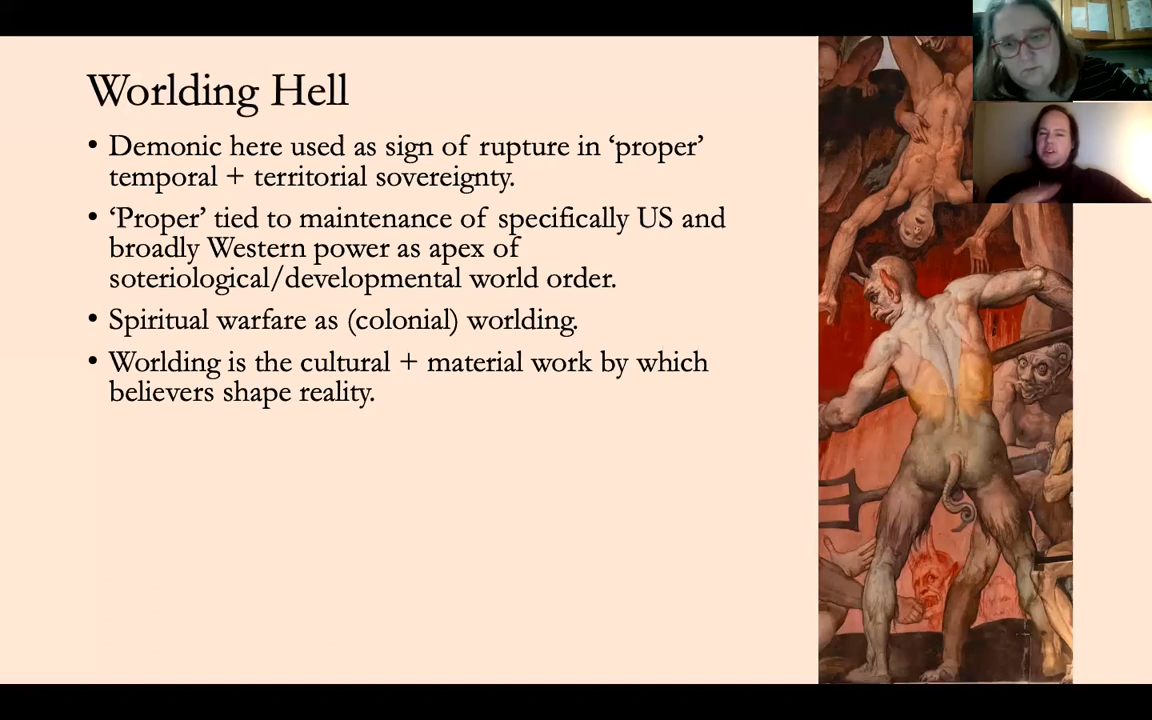 Worlding Hell
• Demonic here used as sign of rupture in ‘proper’
temporal + territorial sovereignty.
• ‘Proper’ tied to maintenance of specifically US and
broadly Western power as apex of
soteriological/developmental world order.
• Spiritual warfare as (colonial) worlding.
• Worlding is the cultural + material work by which
believers shape reality.